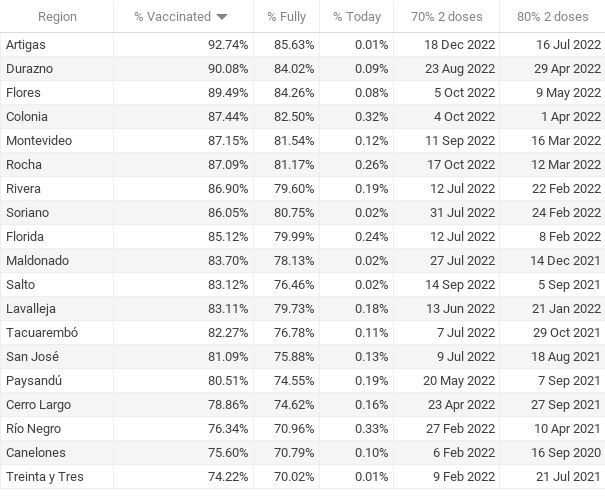 Region % Vaccinated % Fully % Today 70% 2 doses 80% 2 doses
Artigas 92.74% 85.63% 0.01% 18 Dec 2022 16 Jul 2022
Durazno 90.08% 84.02% 0.09% 23 Aug 2022 29 Apr 2022
Flores 89.49% 84.26% 0.08% 5 Oct 2022 9 May 2022
Colonia 87.44% 82.50% 0.32% 4 Oct 2022 1 Apr 2022
Montevideo 87.15% 81.54% 0.12% 11 Sep 2022 16 Mar 2022
Rocha 87.09% 81.17% 0.26% 17 Oct 2022 12 Mar 2022
Rivera 86.90% 79.60% 0.19% 12 Jul 2022 22 Feb 2022
Soriano 86.05% 80.75% 0.02% 31 Jul 2022 24 Feb 2022
Florida 85.12% 79.99% 0.24% 12 Jul 2022 8 Feb 2022
Maldonado 83.70% 78.13% 0.02% 27 Jul 2022 14 Dec 2021
Salto 83.12% 76.46% 0.02% 14 Sep 2022 5 Sep 2021
Lavalleja 83.11% 79.73% 0.18% 13 Jun 2022 21 Jan 2022
Tacuarembó 82.27% 76.78% 0.11% 7 Jul 2022 29 Oct 2021
San José 81.09% 75.88% 0.13% 9 Jul 2022 18 Aug 2021
Paysandú 80.51% 74.55% 0.19% 20 May 2022 7 Sep 2021
Cerro Largo 78.86% 74.62% 0.16% 23 Apr 2022 27 Sep 2021
Río Negro 76.34% 70.96% 0.33% 27 Feb 2022 10 Apr 2021
Canelones 75.60% 70.79% 0.10% 6 Feb 2022 16 Sep 2020
Treinta y Tres 74.22% 70.02% 0.01% 9 Feb 2022 21 Jul 2021